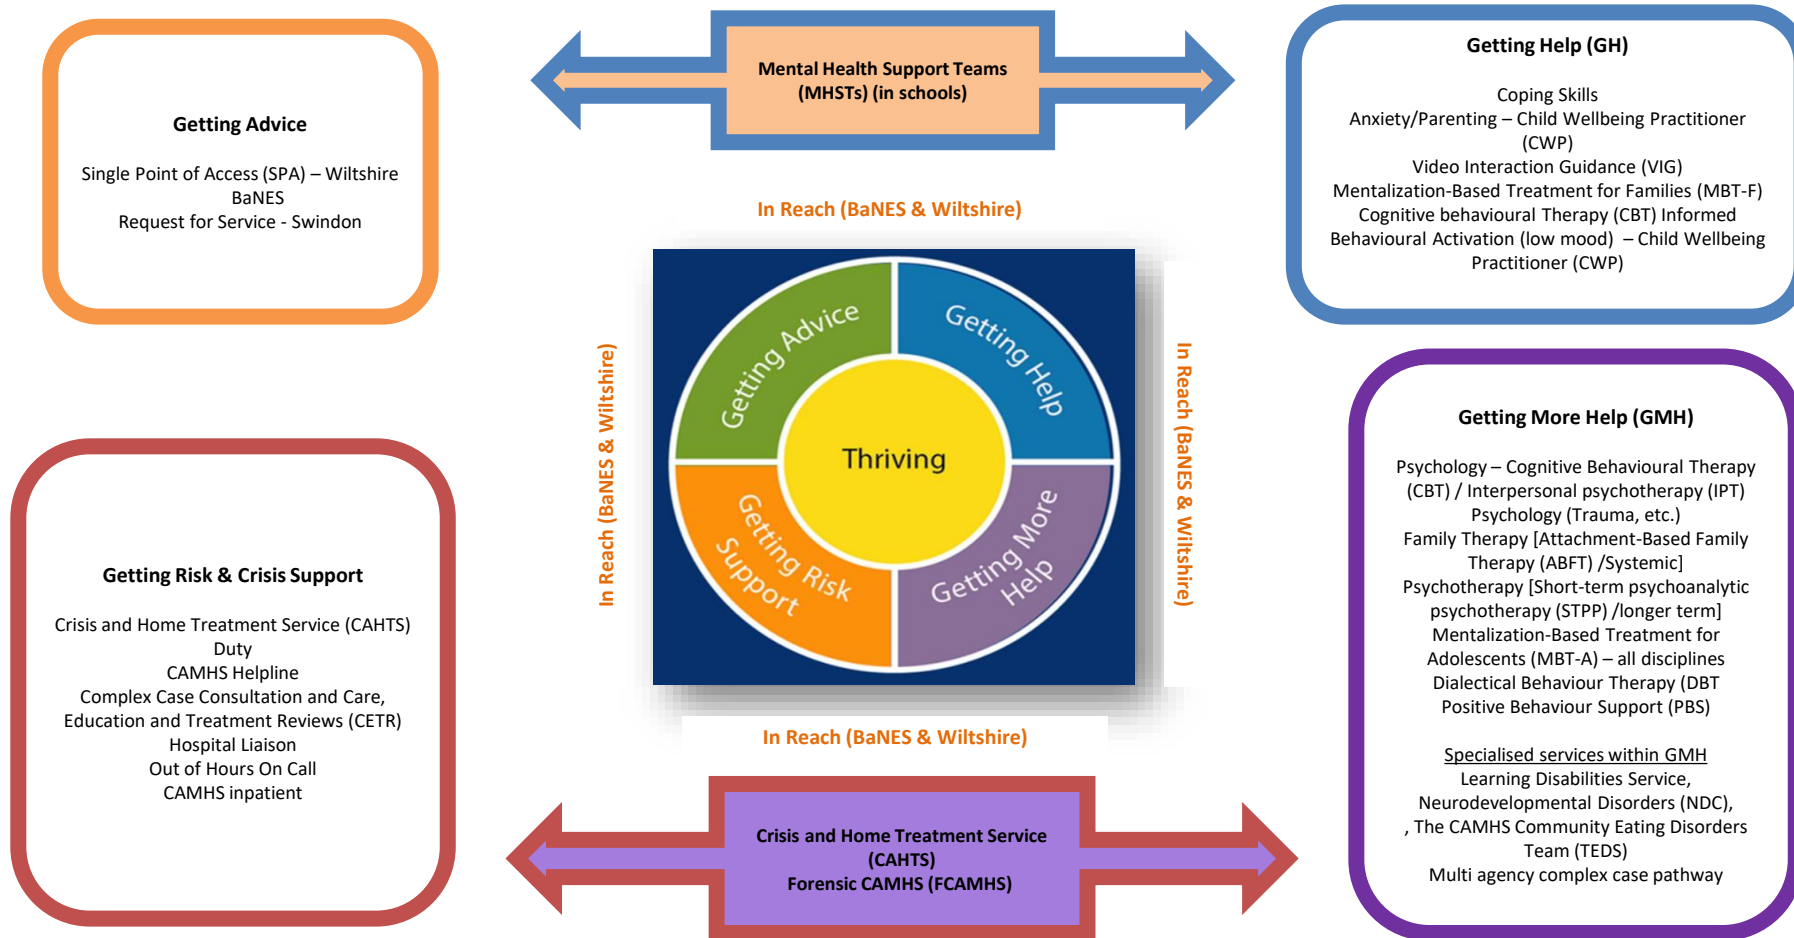 Getting Advice
Single Point of Access (SPA) – Wiltshire
BaNES
Request for Service - Swindon
Mental Health Support Teams
(MHSTs) (in schools)
Getting Help (GH)
Coping Skills
Anxiety/Parenting – Child Wellbeing Practitioner
(CWP)
Video Interaction Guidance (VIG)
Mentalization-Based Treatment for Families (MBT-F)
Cognitive behavioural Therapy (CBT) Informed
Behavioural Activation (low mood) – Child Wellbeing
Practitioner (CWP)
In Reach (BaNES & Wiltshire)
In Reach (BaNES & Wiltshire)
Getting Advice
Getting Help
Thriving
Getting Risk
Support
Getting More
Help
In Reach (BaNES & Wiltshire)
In Reach (BaNES & Wiltshire)
Getting Risk & Crisis Support
Crisis and Home Treatment Service (CAHTS)
Duty
CAMHS Helpline
Complex Case Consultation and Care,
Education and Treatment Reviews (CETR)
Hospital Liaison
Out of Hours On Call
CAMHS inpatient
Crisis and Home Treatment Service
(CAHTS)
Forensic CAMHS (FCAMHS)
Getting More Help (GMH)
Psychology – Cognitive Behavioural Therapy
(CBT) / Interpersonal psychotherapy (IPT)
Psychology (Trauma, etc.)
Family Therapy [Attachment-Based Family
Therapy (ABFT) /Systemic]
Psychotherapy [Short-term psychoanalytic
psychotherapy (STPP) /longer term]
Mentalization-Based Treatment for
Adolescents (MBT-A) – all disciplines
Dialectical Behaviour Therapy (DBT
Positive Behaviour Support (PBS)
Specialised services within GMH
Learning Disabilities Service,
Neurodevelopmental Disorders (NDC),
, The CAMHS Community Eating Disorders
Team (TEDS)
Multi agency complex case pathway